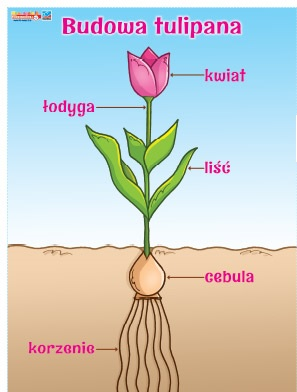 Budowa tulipana
kwiat
łodyga
liść
cebula
korzenie